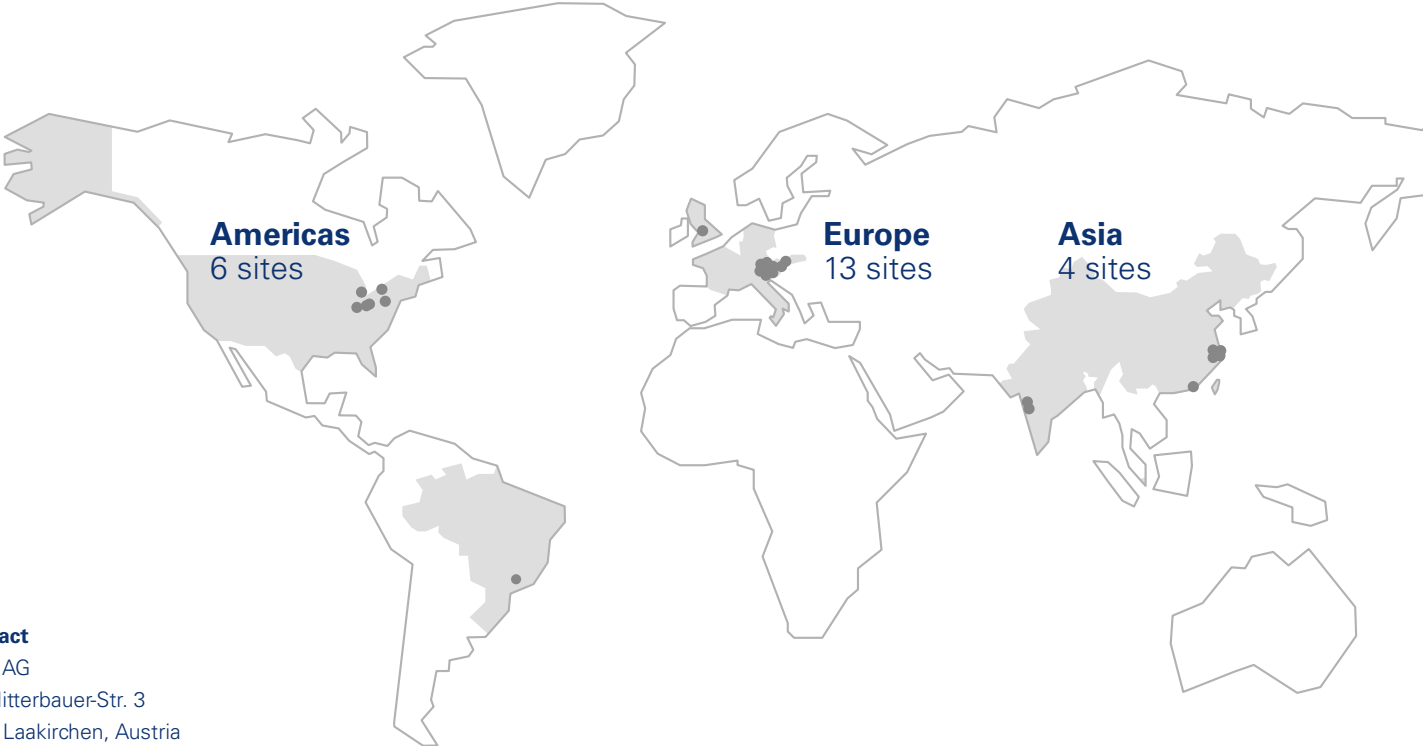 Americas
6 sites
Europe
13 sites
Asia
4 sites
act
AG
litterbauer-Str. 3
Laakirchen, Austria